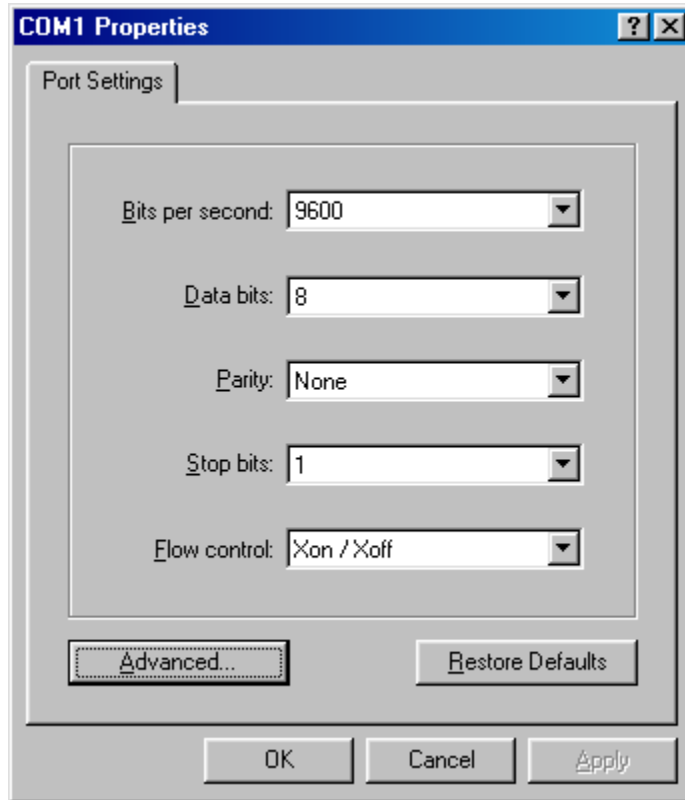 COM1 Properties
Port Settings
Bits per second: 9600
Data bits: 8
Parity: None
Stop bits: 1
Flow control: Xon / Xoff
Advanced... Restore Defaults
OK Cancel Apply